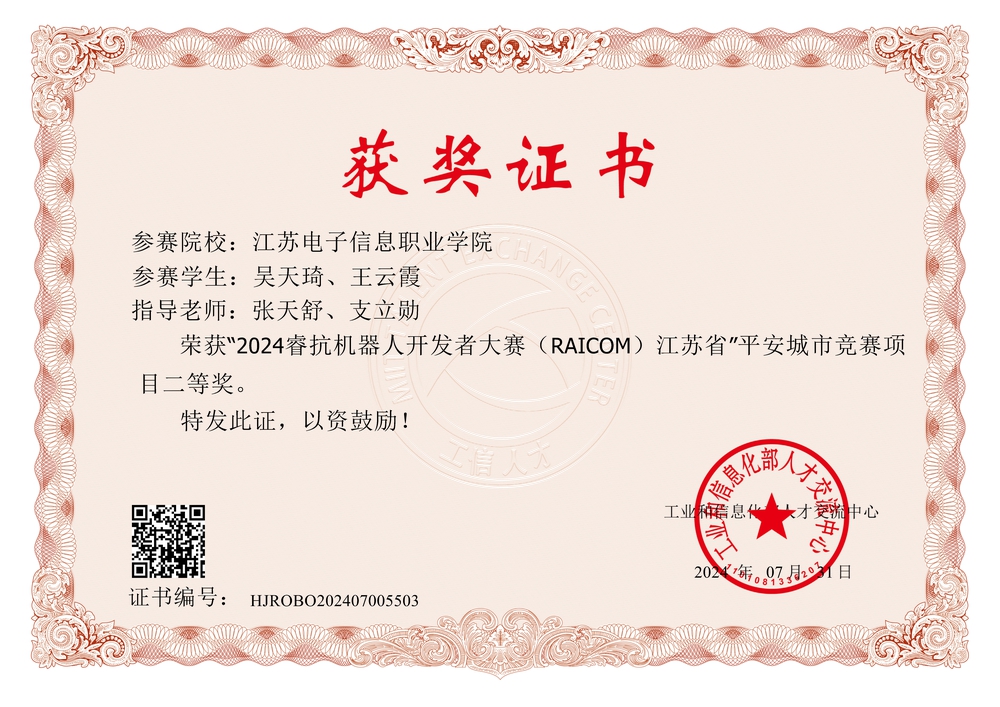 获奖证书
参赛院校：江苏电子信息职业学院
参赛学生：吴天琦、王云霞
指导老师：张天舒、支立勋
荣获“2024睿抗机器人开发者大赛（RAICOM）江苏省”平安城市竞赛项
目二等奖。
特发此证，以资鼓励！
工信人才
工业和信息化部人才交流中心
工业和信息化部人才交流中心
2024 年 07 月 31 日
证书编号： HJROBO202407005503